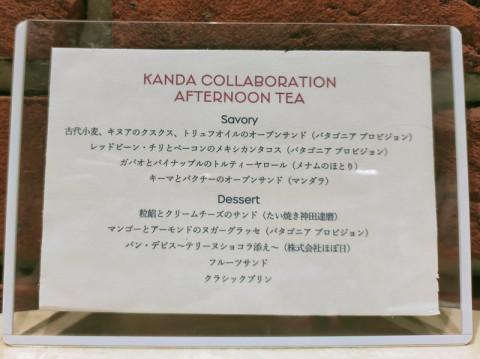 KANDA COLLABORATION
AFTERNOON TEA
Savory
古代小麦、キヌアのクスクス、トリュフオイルのオープンサンド（パタゴニア プロビジョン）
レッドビーン・チリとベーコンのメキシカンタコス（パタゴニア プロビジョン）
ガパオとパイナップルのトルティーヤロール（メナムのほとり）
キーマとパクチーのオープンサンド（マンダラ）
Dessert
粒餡とクリームチーズのサンド（たい焼き神田達磨）
マンゴーとアーモンドのヌガーグラッセ（パタゴニア プロビジョン）
パン・デピス〜テリーヌショコラ添え〜（株式会社ほぼ日）
フルーツサンド
クラシックプリン